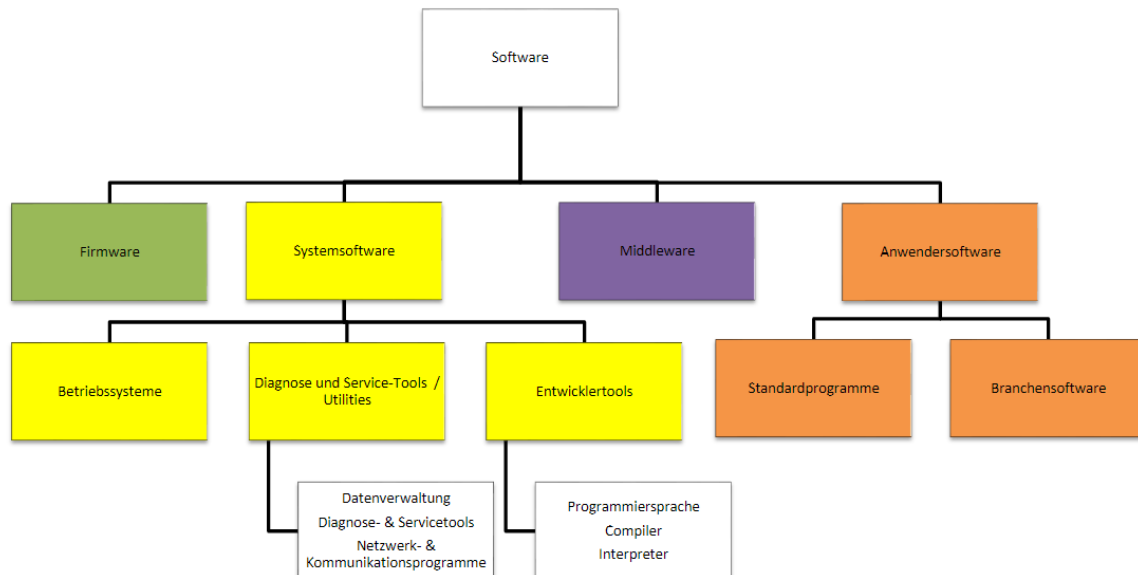 Software
Firmware
Systemsoftware
Middleware
Anwendersoftware
Betriebssysteme
Diagnose und Service-Tools /
Utilities
Entwicklertools
Standardprogramme
Branchensoftware
Datenverwaltung
Diagnose- & Servicetools
Netzwerk- &
Kommunikationsprogramme
Programmiersprache
Compiler
Interpreter